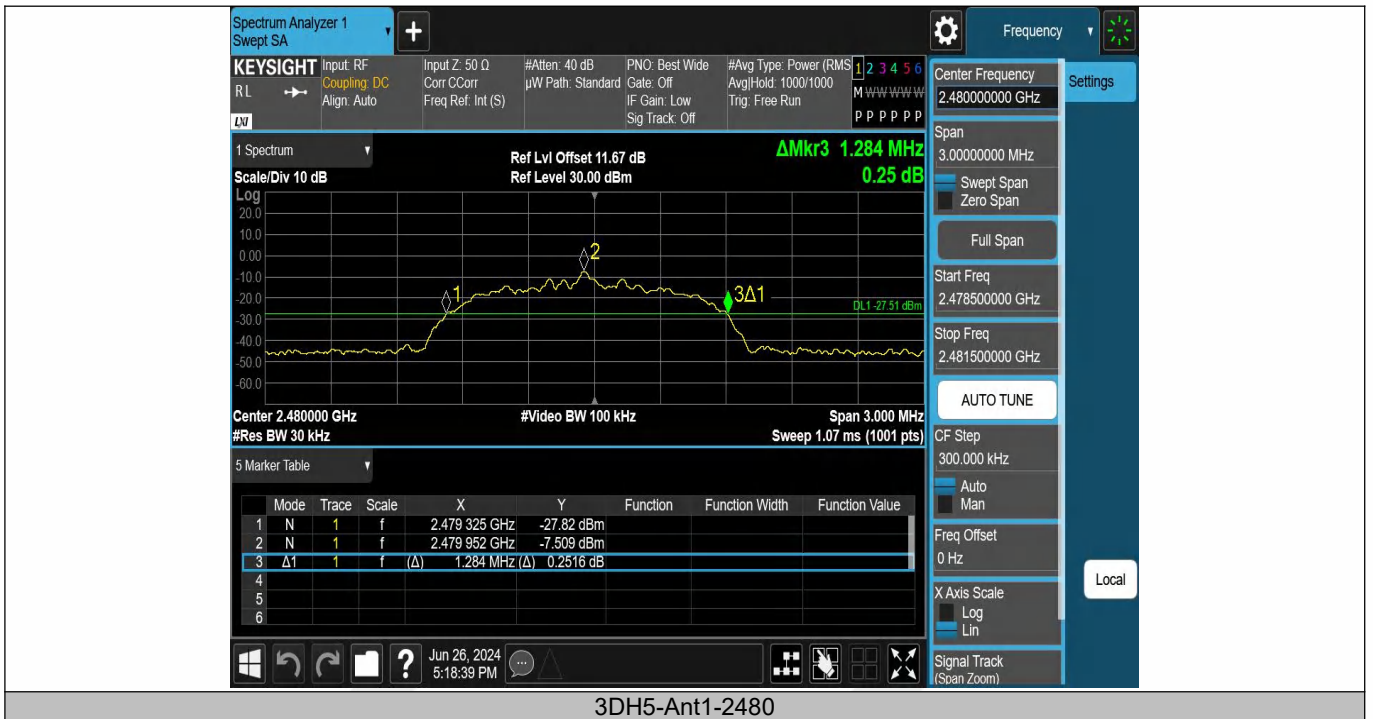 Spectrum Analyzer 1
Swept SA
+
Frequency
KEYSIGHT
RL
LXI
Input: RF
Coupling: DC
Align: Auto
Input Z: 50 Ω
Corr CCorr
Freq Ref: Int (S)
#Atten: 40 dB
µW Path: Standard
PNO: Best Wide
Gate: Off
IF Gain: Low
Sig Track: Off
#Avg Type: Power (RMS
Avg|Hold: 1000/1000
Trig: Free Run
1 2 3 4 5 6
M W W W W W
P P P P P P
1 Spectrum
Scale/Div 10 dB
Ref Lvl Offset 11.67 dB
Ref Level 30.00 dBm
ΔMkr3 1.284 MHz
0.25 dB
Log
20.0
10.0
0.00
-10.0
-20.0
-30.0
-40.0
-50.0
-60.0
1
2
3Δ1
DL1 -27.51 dBm
Center 2.480000 GHz
#Video BW 100 kHz
Span 3.000 MHz
#Res BW 30 kHz
Sweep 1.07 ms (1001 pts)
5 Marker Table
Mode Trace Scale X Y Function Function Width Function Value
1 N 1 f 2.479 325 GHz -27.82 dBm
2 N 1 f 2.479 952 GHz -7.509 dBm
3 Δ1 1 f (Δ) 1.284 MHz (Δ) 0.2516 dB
4
5
6
?
Jun 26, 2024
5:18:39 PM
Center Frequency
2.480000000 GHz
Settings
Span
3.00000000 MHz
Swept Span
Zero Span
Full Span
Start Freq
2.478500000 GHz
Stop Freq
2.481500000 GHz
AUTO TUNE
CF Step
300.000 kHz
Auto
Man
Freq Offset
0 Hz
Local
X Axis Scale
Log
Lin
Signal Track
(Span Zoom)
3DH5-Ant1-2480